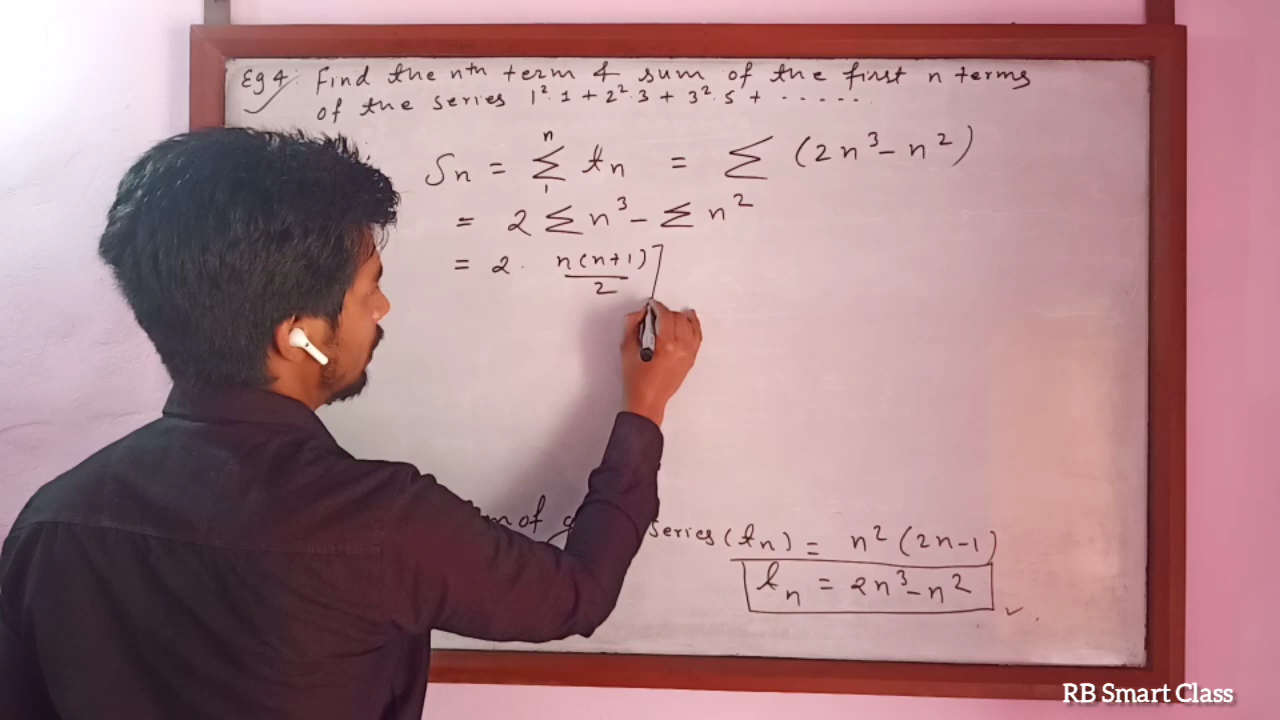 Eg 4: Find the nth term & sum of the first n terms
of the series 1². 1 + 2². 3 + 3². 5 + ......
Sn = n Σ 1 tn = Σ (2n³ - n²)
= 2 Σ n³ - Σ n²
= 2. n(n+1)/2 ]
of series (tn) = n² (2n-1)
tn = 2n³ - n²
RB Smart Class